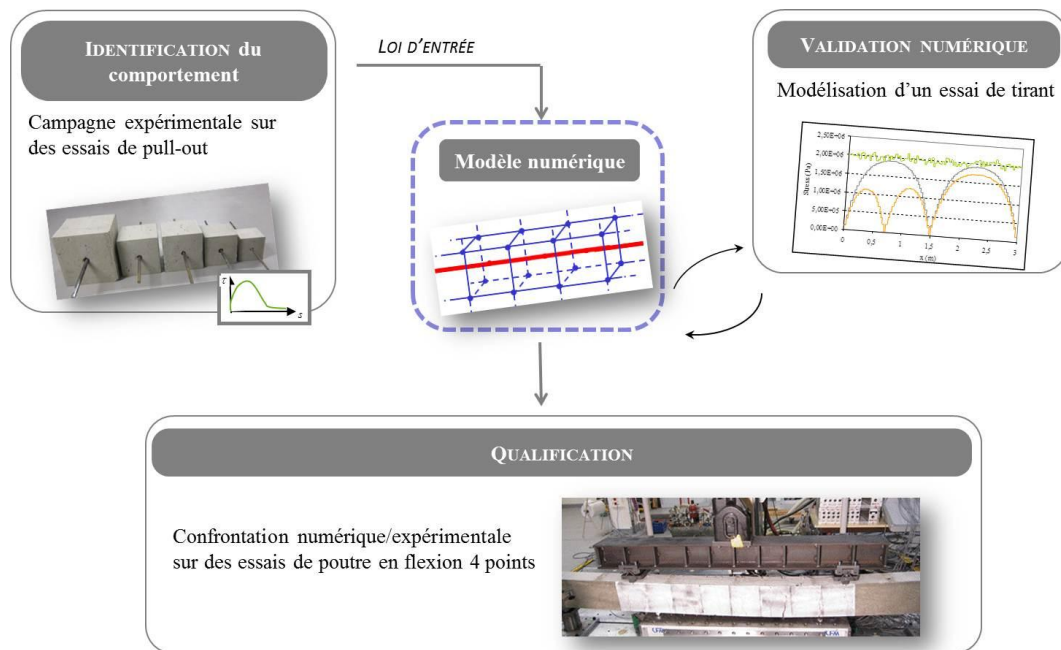 IDENTIFICATION du
comportement
Campagne expérimentale sur
des essais de pull-out
τ
s
LOI D'ENTRÉE
Modèle numérique
VALIDATION NUMÉRIQUE
Modélisation d'un essai de tirant
Stress (Pa)
2,50E+06
2,00E+06
1,50E+06
1,00E+06
5,00E+05
0,00E+00
0 0,5 1 1,5 2 2,5 3
x (m)
QUALIFICATION
Confrontation numérique/expérimentale
sur des essais de poutre en flexion 4 points